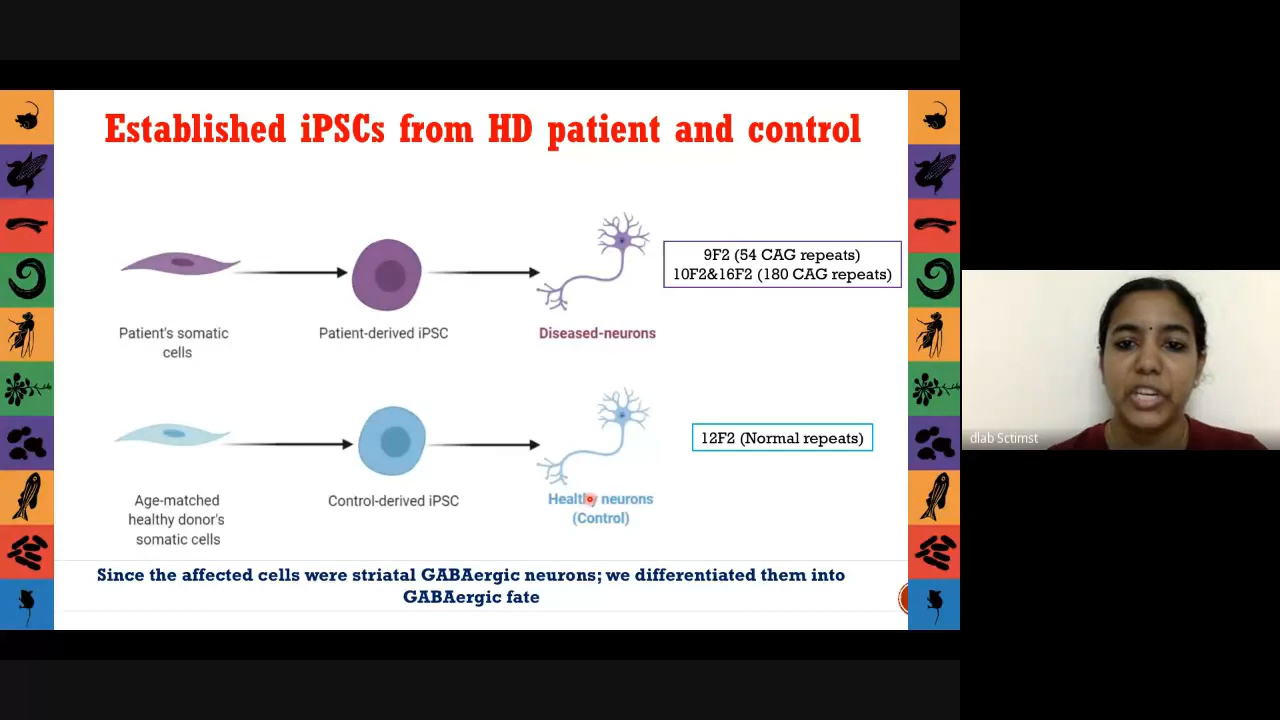 Established iPSCs from HD patient and control
9F2 (54 CAG repeats)
10F2&16F2 (180 CAG repeats)
Patient's somatic
cells
Patient-derived iPSC
Diseased-neurons
12F2 (Normal repeats)
Age-matched
healthy donor's
somatic cells
Control-derived iPSC
Healthy neurons
(Control)
Since the affected cells were striatal GABAergic neurons; we differentiated them into
GABAergic fate
dlab Sctimst